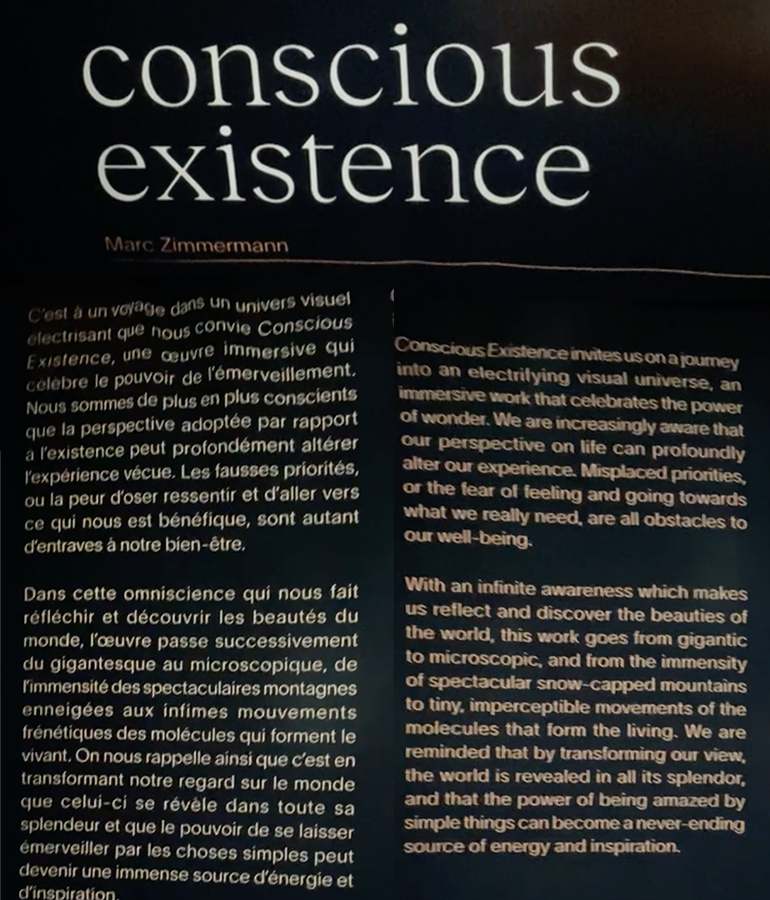 conscious
existence
Marc Zimmermann
C'est à un voyage dans un univers visuel
électrisant que nous convie Conscious
Existence, une œuvre immersive qui
célèbre le pouvoir de l'émerveillement.
Nous sommes de plus en plus conscients
que la perspective adoptée par rapport
à l'existence peut profondément altérer
l'expérience vécue. Les fausses priorités,
ou la peur d'oser ressentir et d'aller vers
ce qui nous est bénéfique, sont autant
d'entraves à notre bien-être.
Dans cette omniscience qui nous fait
réfléchir et découvrir les beautés du
monde, l'œuvre passe successivement
du gigantesque au microscopique, de
l'immensité des spectaculaires montagnes
enneigées aux infimes mouvements
frénétiques des molécules qui forment le
vivant. On nous rappelle ainsi que c'est en
transformant notre regard sur le monde
que celui-ci se révèle dans toute sa
splendeur et que le pouvoir de se laisser
émerveiller par les choses simples peut
devenir une immense source d'énergie et
d'inspiration.
Conscious Existence invites us on a journey
into an electrifying visual universe, an
immersive work that celebrates the power
of wonder. We are increasingly aware that
our perspective on life can profoundly
alter our experience. Misplaced priorities,
or the fear of feeling and going towards
what we really need, are all obstacles to
our well-being.
With an infinite awareness which makes
us reflect and discover the beauties of
the world, this work goes from gigantic
to microscopic, and from the immensity
of spectacular snow-capped mountains
to tiny, imperceptible movements of the
molecules that form the living. We are
reminded that by transforming our view,
the world is revealed in all its splendor,
and that the power of being amazed by
simple things can become a never-ending
source of energy and inspiration.